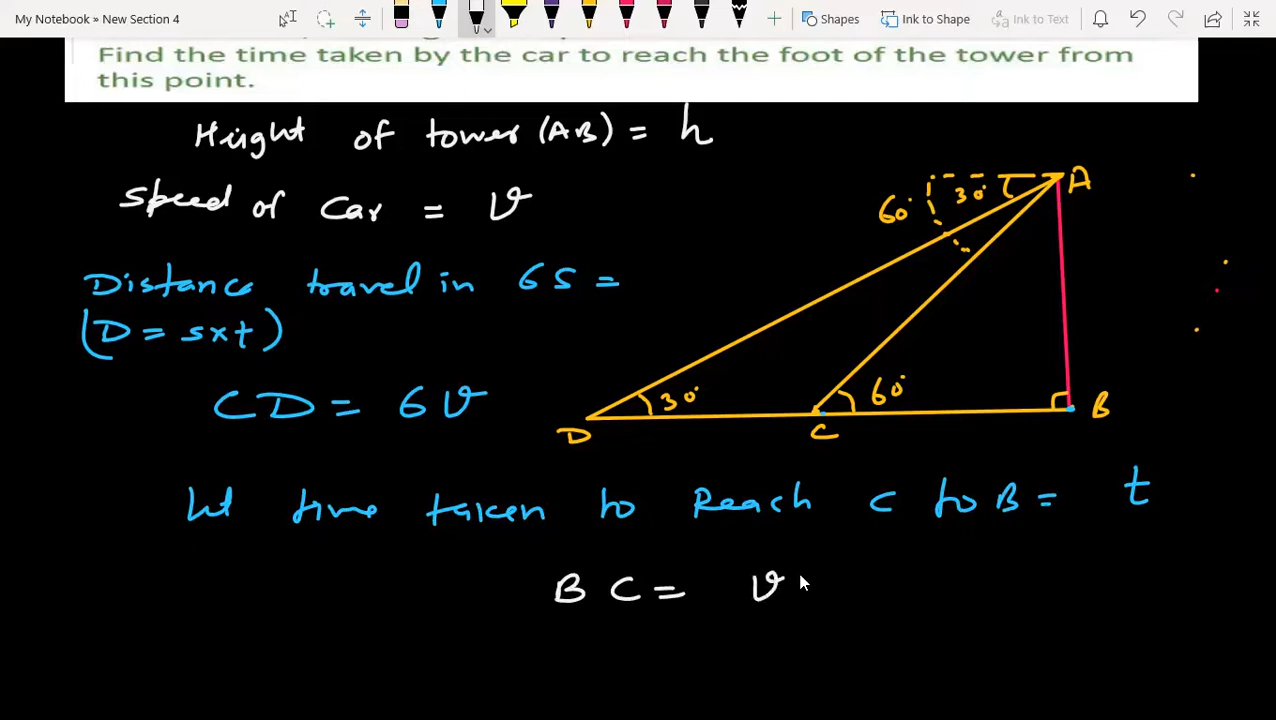 My Notebook » New Section 4
Shapes
Ink to Shape
Ink to Text
Find the time taken by the car to reach the foot of the tower from
this point.
Height of tower (AB) = h
Speed of Car = v
Distance travel in 6 S =
(D = s x t)
CD = 6 v
60° 30° A
30° 60° B
D C
let time taken to Reach C to B = t
B C = v